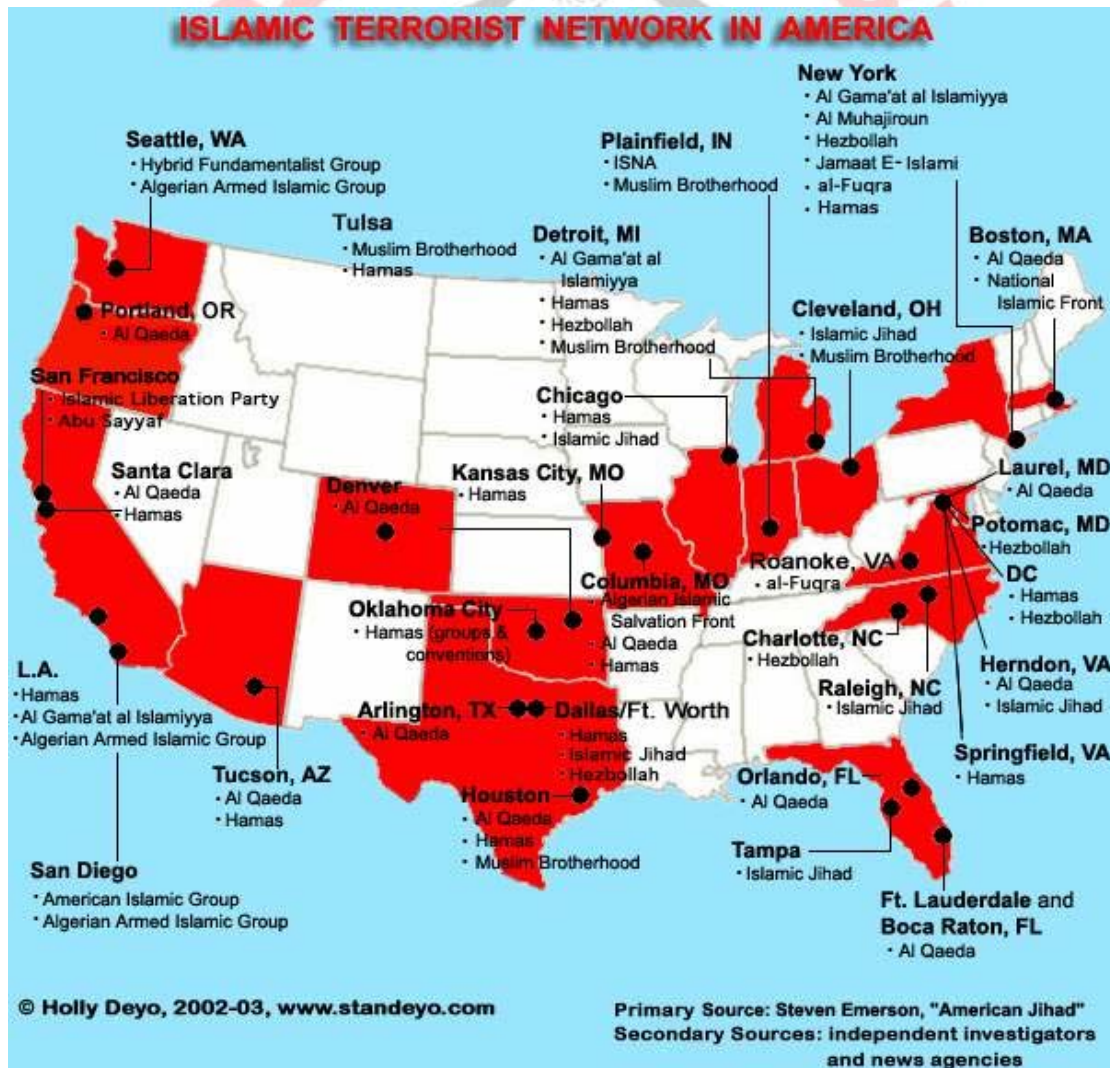 ISLAMIC TERRORIST NETWORK IN AMERICA
New York
· Al Gama'at al Islamiyya
· Al Muhajiroun
· Hezbollah
· Jamaat E-Islami
· al-Fuqra
· Hamas
Seattle, WA
· Hybrid Fundamentalist Group
· Algerian Armed Islamic Group
Plainfield, IN
· ISNA
· Muslim Brotherhood
Tulsa
· Muslim Brotherhood
· Hamas
Detroit, MI
· Al Gama'at al
Islamiyya
· Hamas
· Hezbollah
· Muslim Brotherhood
Boston, MA
· Al Qaeda
· National
Islamic Front
Portland, OR
· Al Qaeda
Cleveland, OH
· Islamic Jihad
· Muslim Brotherhood
San Francisco
· Islamic Liberation Party
· Abu Sayyaf
Chicago
· Hamas
· Islamic Jihad
Santa Clara
· Al Qaeda
· Hamas
Denver
· Al Qaeda
Kansas City, MO
· Hamas
Laurel, MD
· Al Qaeda
Potomac, MD
· Hezbollah
Roanoke, VA
· al-Fuqra
DC
· Hamas
· Hezbollah
Columbia, MO
· Algerian Islamic
Salvation Front
· Al Qaeda
· Hamas
Oklahoma City
· Hamas (groups &
conventions)
Charlotte, NC
· Hezbollah
L.A.
· Hamas
· Al Gama'at al Islamiyya
· Algerian Armed Islamic Group
Herndon, VA
· Al Qaeda
· Islamic Jihad
Raleigh, NC
· Islamic Jihad
Arlington, TX
· Al Qaeda
Dallas/Ft. Worth
· Hamas
· Islamic Jihad
· Hezbollah
Springfield, VA
· Hamas
Tucson, AZ
· Al Qaeda
· Hamas
Orlando, FL
· Al Qaeda
Houston
· Al Qaeda
· Hamas
· Muslim Brotherhood
Tampa
· Islamic Jihad
San Diego
· American Islamic Group
· Algerian Armed Islamic Group
Ft. Lauderdale and
Boca Raton, FL
· Al Qaeda
© Holly Deyo, 2002-03, www.standeyo.com
Primary Source: Steven Emerson, "American Jihad"
Secondary Sources: independent investigators
and news agencies